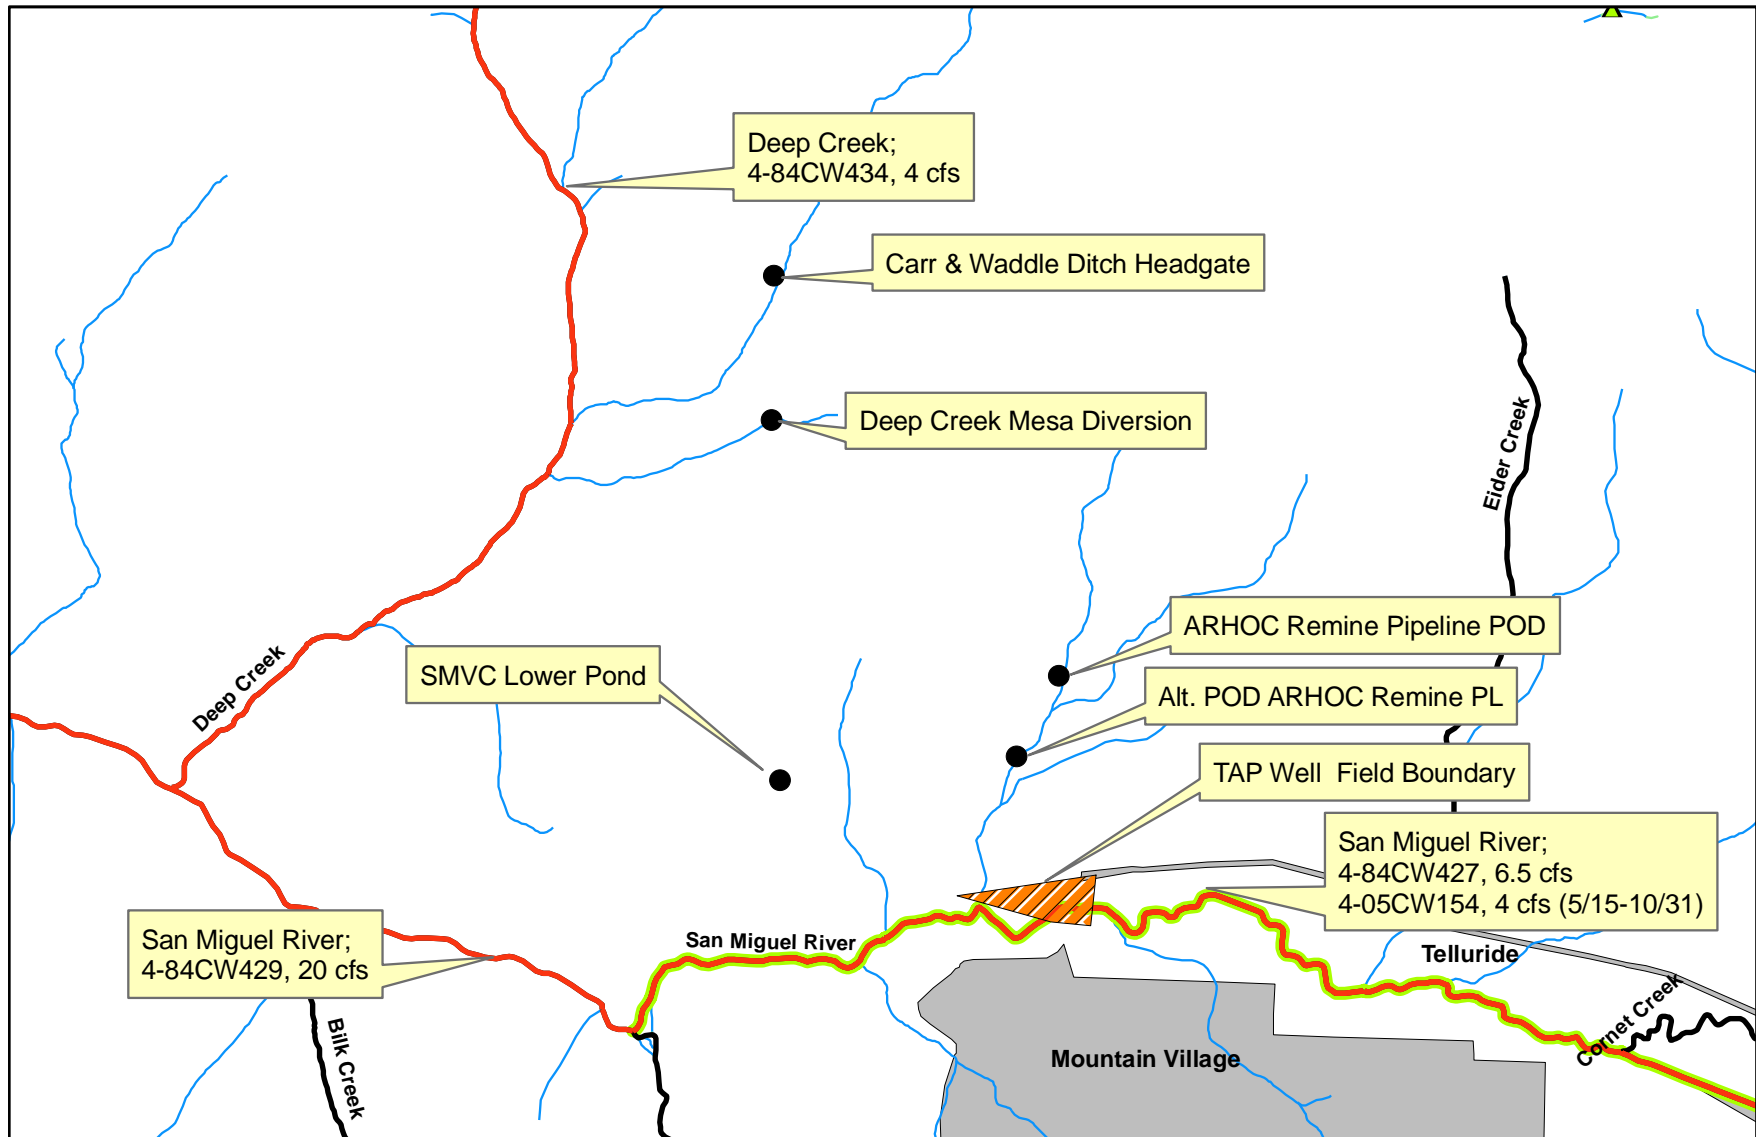 Deep Creek;
4-84CW434, 4 cfs
Carr & Waddle Ditch Headgate
Deep Creek Mesa Diversion
Eider Creek
ARHOC Remine Pipeline POD
SMVC Lower Pond
Deep Creek
Alt. POD ARHOC Remine PL
TAP Well  Field Boundary
San Miguel River;
4-84CW427, 6.5 cfs
4-05CW154, 4 cfs (5/15-10/31)
San Miguel River;
4-84CW429, 20 cfs
San Miguel River
Telluride
Cornet Creek
Bilk Creek
Mountain Village